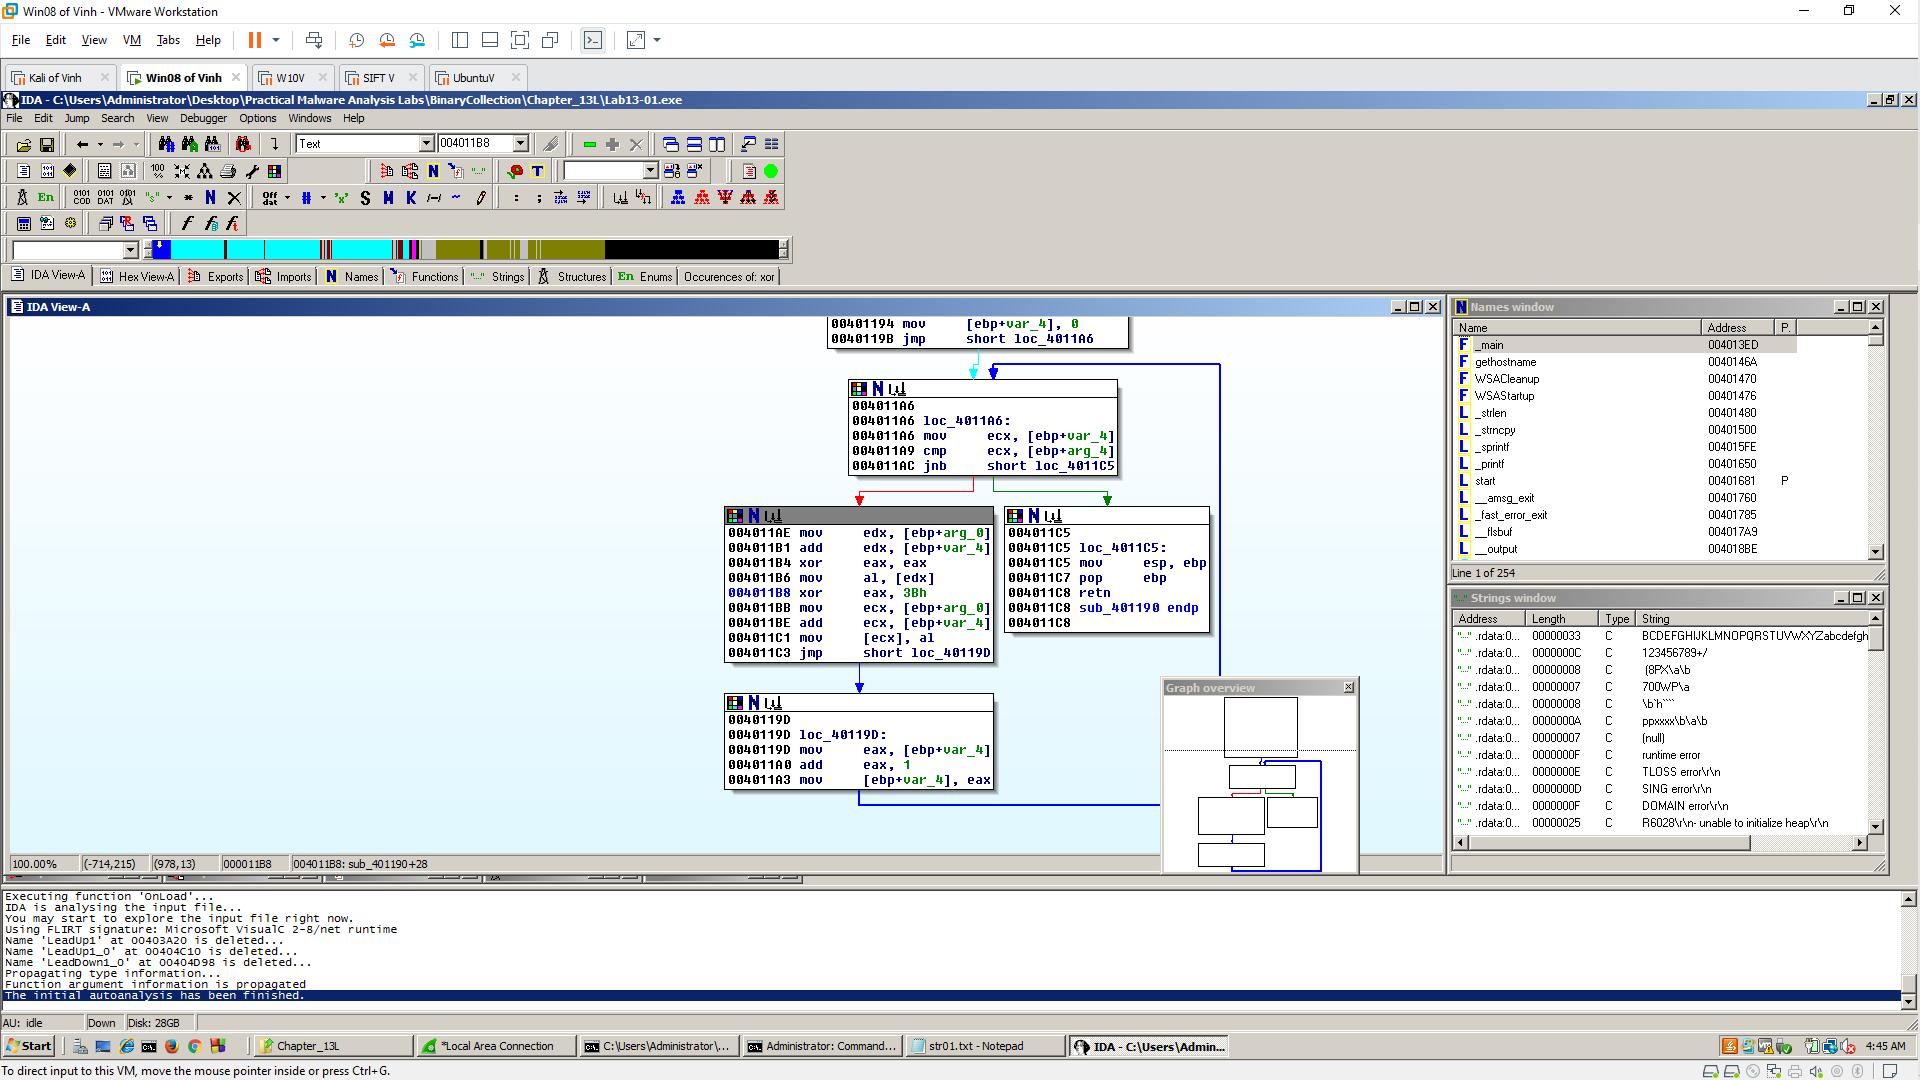 Win08 of Vinh - VMware Workstation
File Edit View VM Tabs Help
Kali of Vinh Win08 of Vinh W10V SIFT V UbuntuV
IDA - C:\Users\Administrator\Desktop\Practical Malware Analysis Labs\BinaryCollection\Chapter_13L\Lab13-01.exe
File Edit Jump Search View Debugger Options Windows Help
Text 004011B8
IDA View-A Hex View-A Exports Imports Names Functions Strings Structures En Enums Occurences of: xor
IDA View-A
00401194 mov [ebp+var_4], 0
0040119B jmp short loc_4011A6
004011A6
004011A6 loc_4011A6:
004011A6 mov ecx, [ebp+var_4]
004011A9 cmp ecx, [ebp+arg_4]
004011AC jnb short loc_4011C5
004011AE mov edx, [ebp+arg_0]
004011B1 add edx, [ebp+var_4]
004011B4 xor eax, eax
004011B6 mov al, [edx]
004011B8 xor eax, 3Bh
004011BB mov ecx, [ebp+arg_0]
004011BE add ecx, [ebp+var_4]
004011C1 mov [ecx], al
004011C3 jmp short loc_40119D
004011C5
004011C5 loc_4011C5:
004011C5 mov esp, ebp
004011C7 pop ebp
004011C8 retn
004011C8 sub_401190 endp
004011C8
0040119D
0040119D loc_40119D:
0040119D mov eax, [ebp+var_4]
004011A0 add eax, 1
004011A3 mov [ebp+var_4], eax
Graph overview
100.00% (-714,215) (978,13) 000011B8 004011B8: sub_401190+28
Names window
Name Address P.
_main 004013ED
gethostname 0040146A
WSACleanup 00401470
WSAStartup 00401476
_strlen 00401480
_strncpy 00401500
_sprintf 004015FE
_printf 00401650
start 00401681 P
__amsg_exit 00401760
_fast_error_exit 00401785
__flsbuf 004017A9
__output 004018BE
Line 1 of 254
Strings window
Address Length Type String
.rdata:0... 00000033 C BCDEFGHIJKLMNOPQRSTUVWXYZabcdefgh
.rdata:0... 0000000C C 123456789+/
.rdata:0... 00000008 C (8PX\a\b
.rdata:0... 00000007 C 700WP\a
.rdata:0... 00000008 C \b`h````
.rdata:0... 0000000A C ppxxxx\b\a\b
.rdata:0... 00000007 C (null)
.rdata:0... 0000000F C runtime error
.rdata:0... 0000000E C TLOSS error\r\n
.rdata:0... 0000000D C SING error\r\n
.rdata:0... 0000000F C DOMAIN error\r\n
.rdata:0... 00000025 C R6028\r\n- unable to initialize heap\r\n
Executing function 'OnLoad'...
IDA is analysing the input file...
You may start to explore the input file right now.
Using FLIRT signature: Microsoft VisualC 2-8/net runtime
Name 'LeadUp1' at 00403A20 is deleted...
Name 'LeadUp1_0' at 00404C10 is deleted...
Name 'LeadDown1_0' at 00404D98 is deleted...
Propagating type information...
Function argument information is propagated
The initial autoanalysis has been finished.
AU: idle Down Disk: 28GB
Start Chapter_13L *Local Area Connection C:\Users\Administrator\... Administrator: Command... str01.txt - Notepad IDA - C:\Users\Admin... 4:45 AM
To direct input to this VM, move the mouse pointer inside or press Ctrl+G.